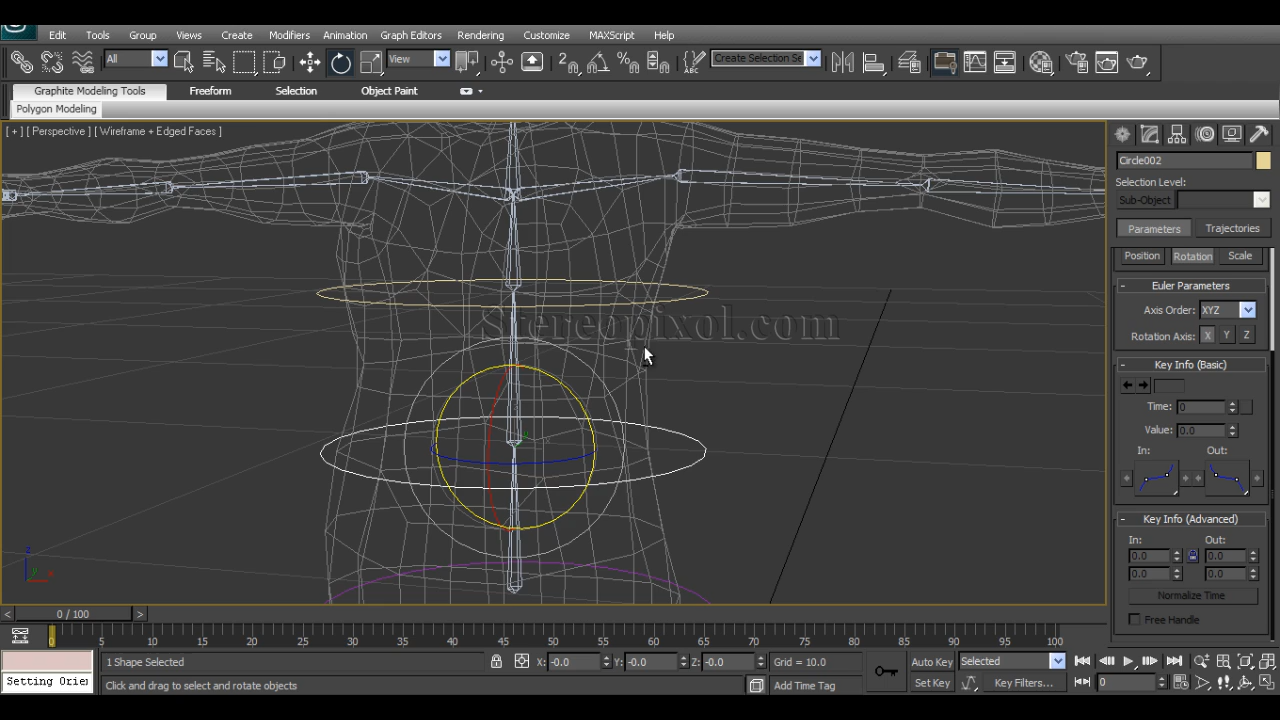 Edit Tools Group Views Create Modifiers Animation Graph Editors Rendering Customize MAXScript Help
All View Create Selection Se
Graphite Modeling Tools Freeform Selection Object Paint
Polygon Modeling
[ + ] [ Perspective ] [ Wireframe + Edged Faces ]
Circle002
Selection Level:
Sub-Object
Parameters Trajectories
Position Rotation Scale
- Euler Parameters
Axis Order: XYZ
Rotation Axis: X Y Z
- Key Info (Basic)
Time: 0
Value: 0.0
In: Out:
- Key Info (Advanced)
In: Out:
0.0 0.0
0.0 0.0
Normalize Time
Free Handle
Stereopixol.com
z
y
x
< 0 / 100 >
0 5 10 15 20 25 30 35 40 45 50 55 60 65 70 75 80 85 90 95 100
1 Shape Selected X: -0.0 Y: -0.0 Z: -0.0 Grid = 10.0 Auto Key Selected
Setting Orie Click and drag to select and rotate objects Add Time Tag Set Key Key Filters... 0